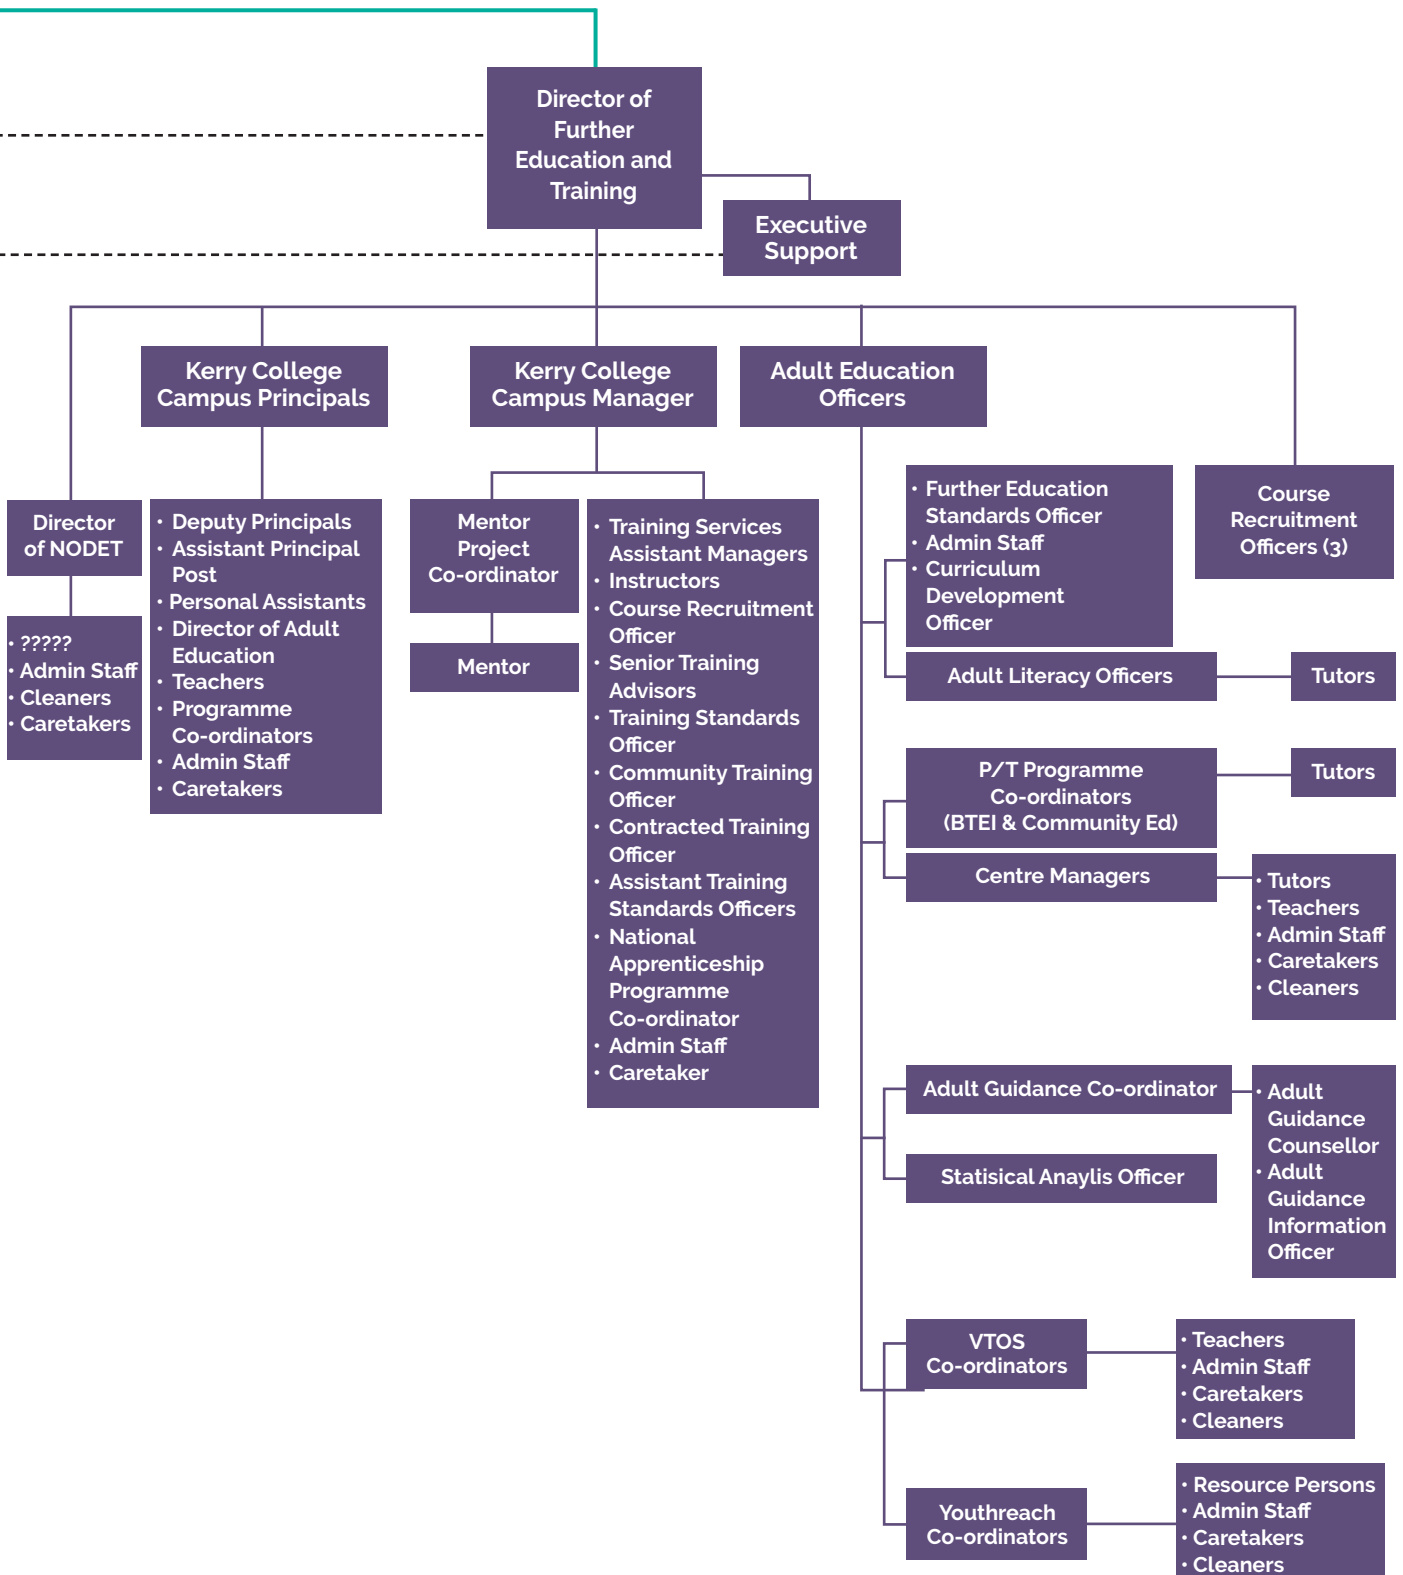 Director of
Further
Education and
Training
Executive
Support
Kerry College
Campus Principals
Kerry College
Campus Manager
Adult Education
Officers
Director
of NODET
• ?????
• Admin Staff
• Cleaners
• Caretakers
• Deputy Principals
• Assistant Principal
Post
• Personal Assistants
• Director of Adult
Education
• Teachers
• Programme
Co-ordinators
• Admin Staff
• Caretakers
Mentor
Project
Co-ordinator
Mentor
• Training Services
Assistant Managers
• Instructors
• Course Recruitment
Officer
• Senior Training
Advisors
• Training Standards
Officer
• Community Training
Officer
• Contracted Training
Officer
• Assistant Training
Standards Officers
• National
Apprenticeship
Programme
Co-ordinator
• Admin Staff
• Caretaker
• Further Education
Standards Officer
• Admin Staff
• Curriculum
Development
Officer
Course
Recruitment
Officers (3)
Adult Literacy Officers
Tutors
P/T Programme
Co-ordinators
(BTEI & Community Ed)
Tutors
Centre Managers
• Tutors
• Teachers
• Admin Staff
• Caretakers
• Cleaners
Adult Guidance Co-ordinator
• Adult
Guidance
Counsellor
• Adult
Guidance
Information
Officer
Statisical Anaylis Officer
VTOS
Co-ordinators
• Teachers
• Admin Staff
• Caretakers
• Cleaners
Youthreach
Co-ordinators
• Resource Persons
• Admin Staff
• Caretakers
• Cleaners